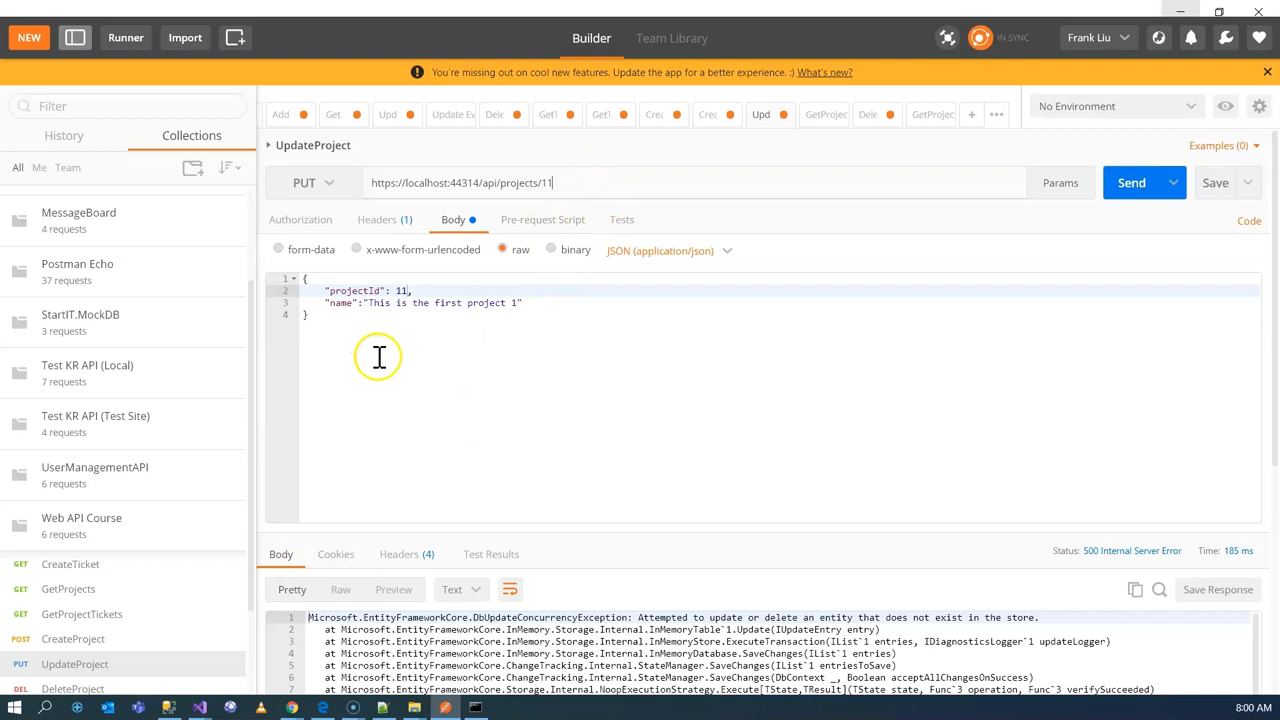 NEW
Runner
Import
Builder
Team Library
IN SYNC
Frank Liu
You're missing out on cool new features. Update the app for a better experience. :) What's new?
Filter
History
Collections
All Me Team
MessageBoard
4 requests
Postman Echo
37 requests
StartIT.MockDB
3 requests
Test KR API (Local)
7 requests
Test KR API (Test Site)
4 requests
UserManagementAPI
6 requests
Web API Course
6 requests
GET CreateTicket
GET GetProjects
GET GetProjectTickets
POST CreateProject
PUT UpdateProject
DEL DeleteProject
Add
Get
Upd
Update Ev
Dele
GetT
GetT
Crea
Crea
Upd
GetProjec
Dele
GetProjec
+
No Environment
UpdateProject
Examples (0)
PUT
https://localhost:44314/api/projects/11
Params
Send
Save
Authorization
Headers (1)
Body
Pre-request Script
Tests
Code
form-data
x-www-form-urlencoded
raw
binary
JSON (application/json)
1 {
2 "projectId": 11,
3 "name":"This is the first project 1"
4 }
Body
Cookies
Headers (4)
Test Results
Status: 500 Internal Server Error
Time: 185 ms
Pretty
Raw
Preview
Text
Save Response
1 Microsoft.EntityFrameworkCore.DbUpdateConcurrencyException: Attempted to update or delete an entity that does not exist in the store.
2 at Microsoft.EntityFrameworkCore.InMemory.Storage.Internal.InMemoryTable`1.Update(IUpdateEntry entry)
3 at Microsoft.EntityFrameworkCore.InMemory.Storage.Internal.InMemoryStore.ExecuteTransaction(IList`1 entries, IDiagnosticsLogger`1 updateLogger)
4 at Microsoft.EntityFrameworkCore.InMemory.Storage.Internal.InMemoryDatabase.SaveChanges(IList`1 entries)
5 at Microsoft.EntityFrameworkCore.ChangeTracking.Internal.StateManager.SaveChanges(IList`1 entriesToSave)
6 at Microsoft.EntityFrameworkCore.ChangeTracking.Internal.StateManager.SaveChanges(DbContext _, Boolean acceptAllChangesOnSuccess)
7 at Microsoft.EntityFrameworkCore.Storage.Internal.NoopExecutionStrategy.Execute[TState,TResult](TState state, Func`3 operation, Func`3 verifySucceeded)
8:00 AM